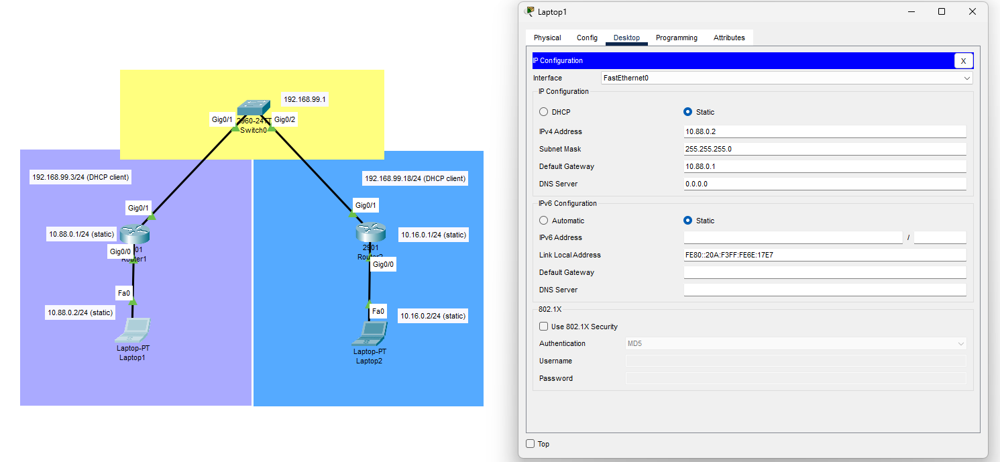 192.168.99.1
Gig0/1
Gig0/2
Switch0
192.168.99.3/24 (DHCP client)
192.168.99.18/24 (DHCP client)
Gig0/1
Gig0/1
10.88.0.1/24 (static)
10.16.0.1/24 (static)
01
2901
Gig0/0
Router1
Gig0/0
Fa0
10.88.0.2/24 (static)
Fa0
10.16.0.2/24 (static)
Laptop-PT
Laptop1
Laptop-PT
Laptop2
Laptop1
Physical Config Desktop Programming Attributes
IP Configuration X
Interface FastEthernet0
IP Configuration
DHCP Static
IPv4 Address 10.88.0.2
Subnet Mask 255.255.255.0
Default Gateway 10.88.0.1
DNS Server 0.0.0.0
IPv6 Configuration
Automatic Static
IPv6 Address /
Link Local Address FE80::20A:F3FF:FE6E:17E7
Default Gateway
DNS Server
802.1X
Use 802.1X Security
Authentication MD5
Username
Password
Top